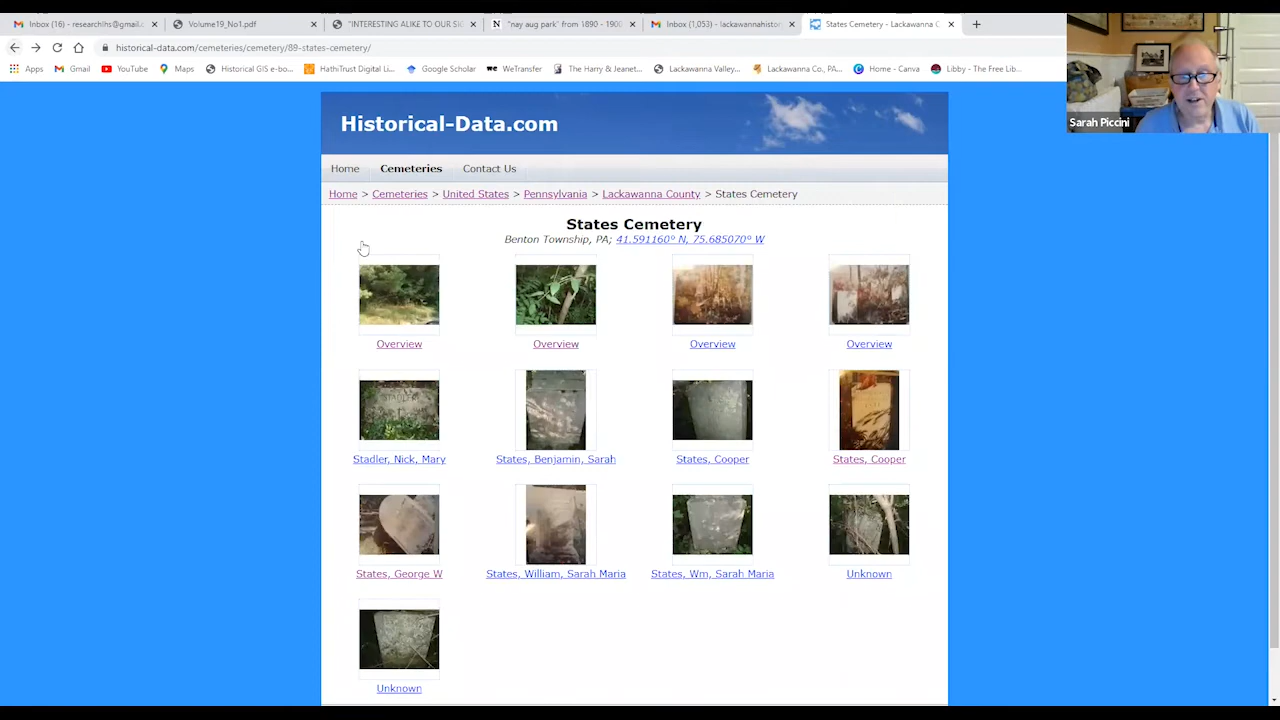 Inbox (16) - researchlhs@gmail.c
Volume19_No1.pdf
"INTERESTING ALIKE TO OUR SI
"nay aug park" from 1890 - 1900
Inbox (1,053) - lackawannahistor
States Cemetery - Lackawanna C
historical-data.com/cemeteries/cemetery/89-states-cemetery/
Apps
Gmail
YouTube
Maps
Historical GIS e-bo...
HathiTrust Digital Li...
Google Scholar
WeTransfer
The Harry & Jeanet...
Lackawanna Valley...
Lackawanna Co., PA...
Home - Canva
Libby - The Free Lib...
Sarah Piccini
Historical-Data.com
Home Cemeteries Contact Us
Home > Cemeteries > United States > Pennsylvania > Lackawanna County > States Cemetery
States Cemetery
Benton Township, PA; 41.591160° N, 75.685070° W
Overview Overview Overview Overview
Stadler, Nick, Mary
States, Benjamin, Sarah
States, Cooper
States, Cooper
States, George W
States, William, Sarah Maria
States, Wm, Sarah Maria
Unknown
Unknown